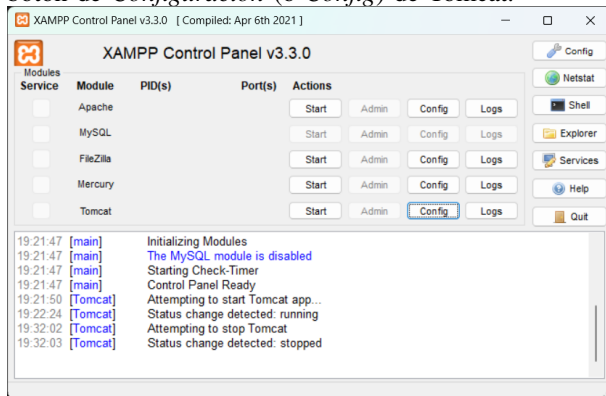 botón de Configuración (o Config) de Tomcat.
XAMPP Control Panel v3.3.0 [ Compiled: Apr 6th 2021 ]
XAMPP Control Panel v3.3.0
Config
Modules
Service Module PID(s) Port(s) Actions
Netstat
Apache Start Admin Config Logs
Shell
MySQL Start Admin Config Logs
Explorer
FileZilla Start Admin Config Logs
Services
Mercury Start Admin Config Logs
Help
Tomcat Start Admin Config Logs
Quit
19:21:47 [main] Initializing Modules
19:21:47 [main] The MySQL module is disabled
19:21:47 [main] Starting Check-Timer
19:21:47 [main] Control Panel Ready
19:21:50 [Tomcat] Attempting to start Tomcat app...
19:22:24 [Tomcat] Status change detected: running
19:32:02 [Tomcat] Attempting to stop Tomcat
19:32:03 [Tomcat] Status change detected: stopped